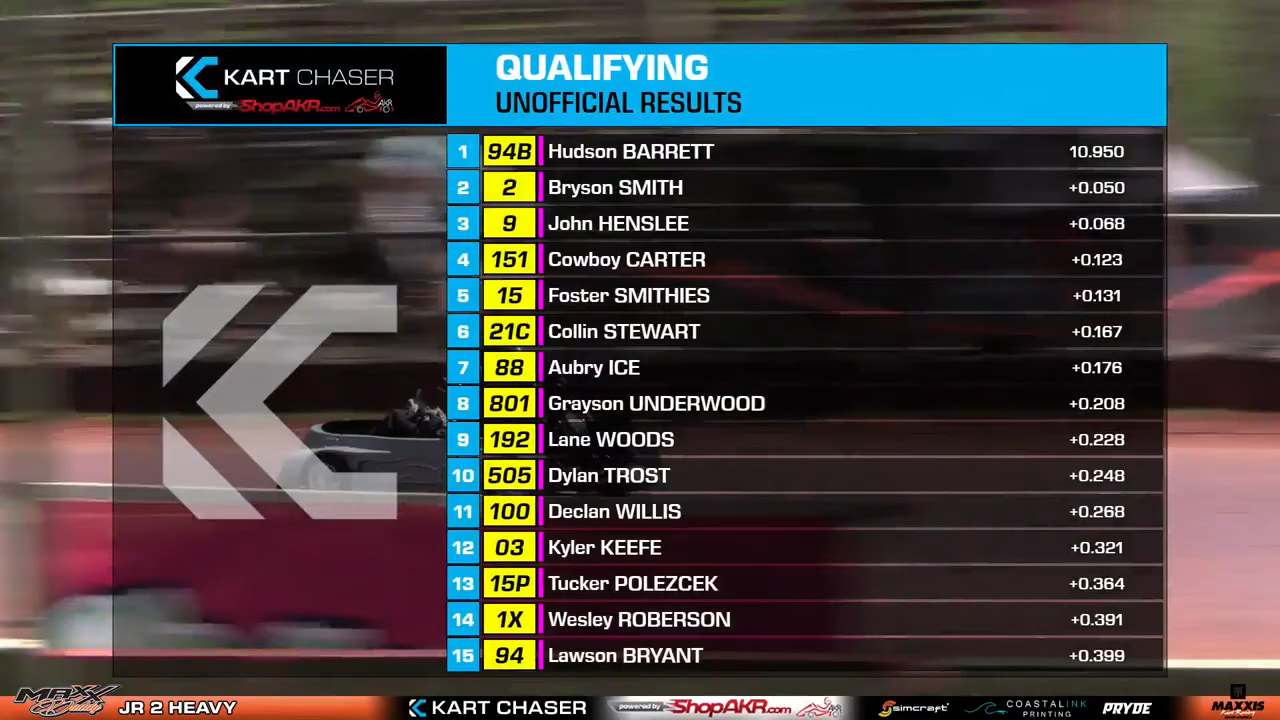 KART CHASER
powered by ShopAKR.com AKR
QUALIFYING
UNOFFICIAL RESULTS
1 94B Hudson BARRETT 10.950
2 2 Bryson SMITH +0.050
3 9 John HENSLEE +0.068
4 151 Cowboy CARTER +0.123
5 15 Foster SMITHIES +0.131
6 21C Collin STEWART +0.167
7 88 Aubry ICE +0.176
8 801 Grayson UNDERWOOD +0.208
9 192 Lane WOODS +0.228
10 505 Dylan TROST +0.248
11 100 Declan WILLIS +0.268
12 03 Kyler KEEFE +0.321
13 15P Tucker POLEZCEK +0.364
14 1X Wesley ROBERSON +0.391
15 94 Lawson BRYANT +0.399
MAXX Daddy JR 2 HEAVY KART CHASER powered by ShopAKR.com simcraft COASTALINK PRINTING PRYDE MAXXIS